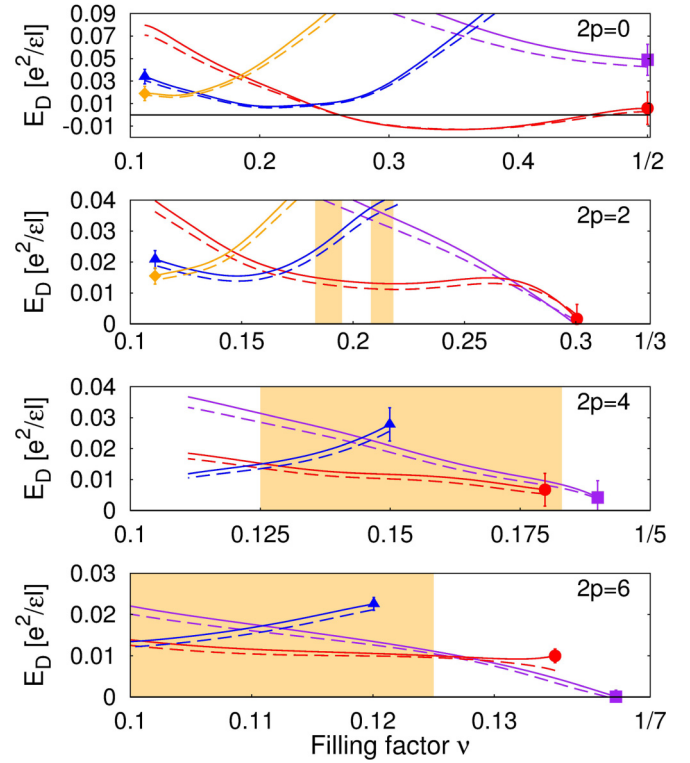 0.09
0.07
0.05
0.03
0.01
-0.01
E_D [e²/εl]
2p=0
0.1 0.2 0.3 0.4 1/2
0.04
0.03
0.02
0.01
0
E_D [e²/εl]
2p=2
0.1 0.15 0.2 0.25 0.3 1/3
0.04
0.03
0.02
0.01
0
E_D [e²/εl]
2p=4
0.1 0.125 0.15 0.175 1/5
0.03
0.02
0.01
0
E_D [e²/εl]
2p=6
0.1 0.11 0.12 0.13 1/7
Filling factor ν